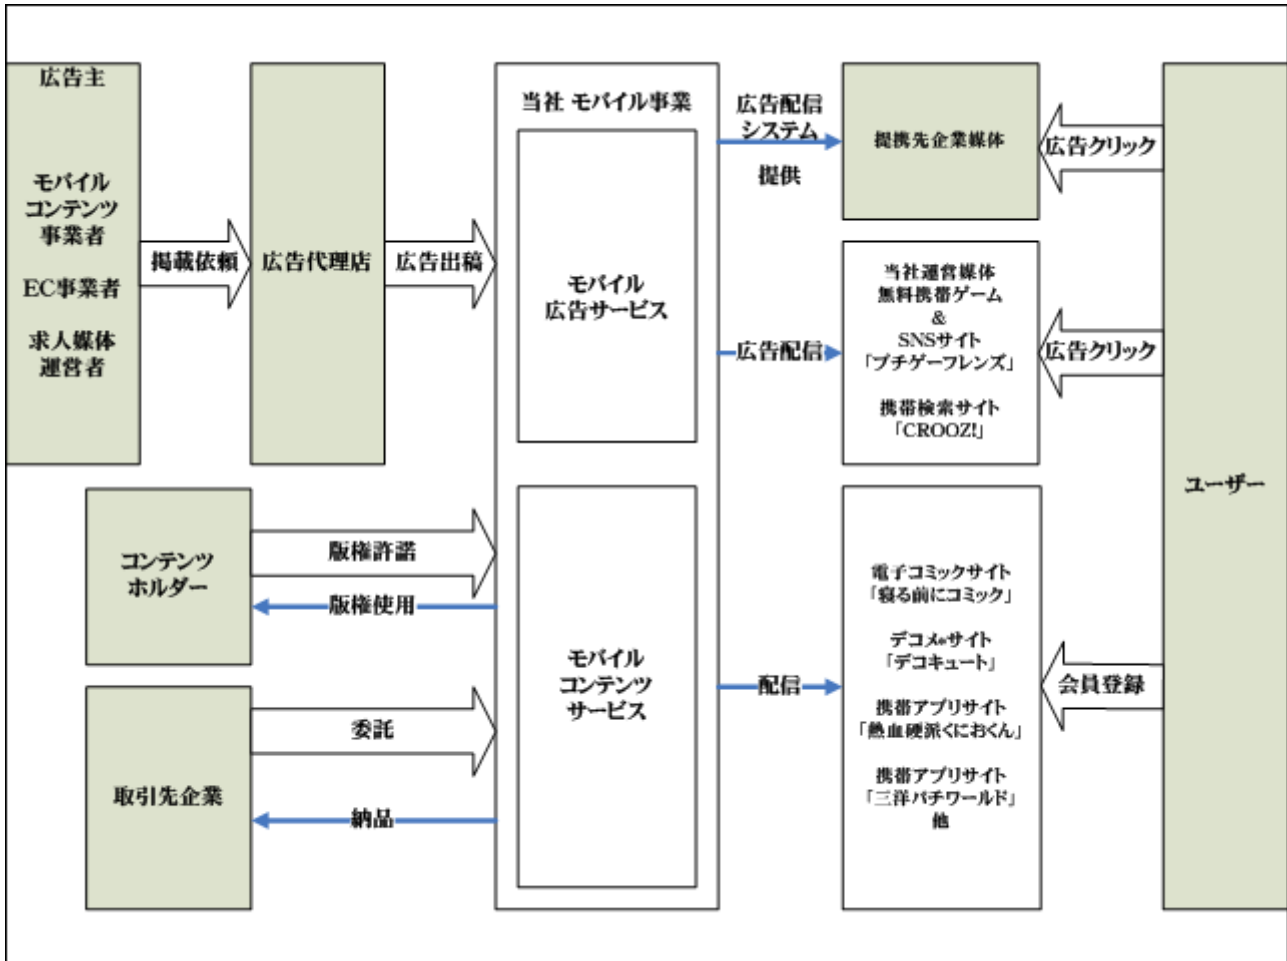 広告主
モバイル
コンテンツ
事業者
EC事業者
求人媒体
運営者
掲載依頼
広告代理店
広告出稿
当社 モバイル事業
モバイル
広告サービス
広告配信
システム
提供
提携先企業媒体
広告クリック
広告配信
当社運営媒体
無料携帯ゲーム
&
SNSサイト
「プチゲーフレンズ」
携帯検索サイト
「CROOZ!」
広告クリック
ユーザー
コンテンツ
ホルダー
版権許諾
版権使用
取引先企業
委託
納品
モバイル
コンテンツ
サービス
配信
電子コミックサイト
「寝る前にコミック」
デコメ®サイト
「デコキュート」
携帯アプリサイト
「熱血硬派くにおくん」
携帯アプリサイト
「三洋パチワールド」
他
会員登録